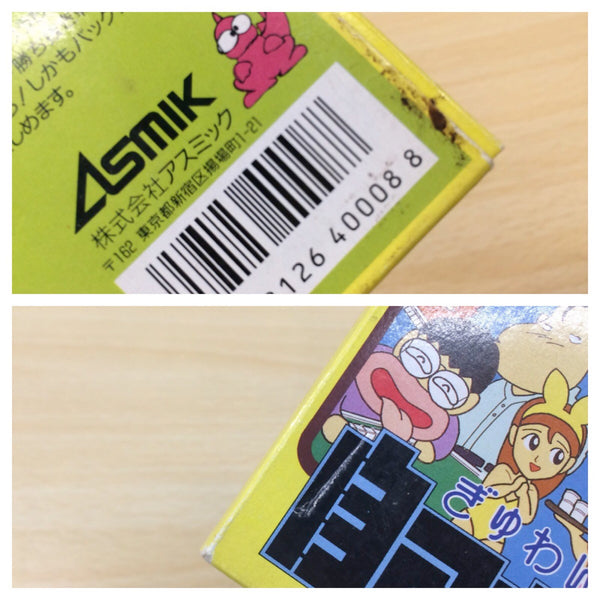 勝ち
!しかもバック
しめます。
ASMIK
株式会社アスミック
〒162 東京都新宿区揚場町1-21
126 40008 8
ぎゅわ